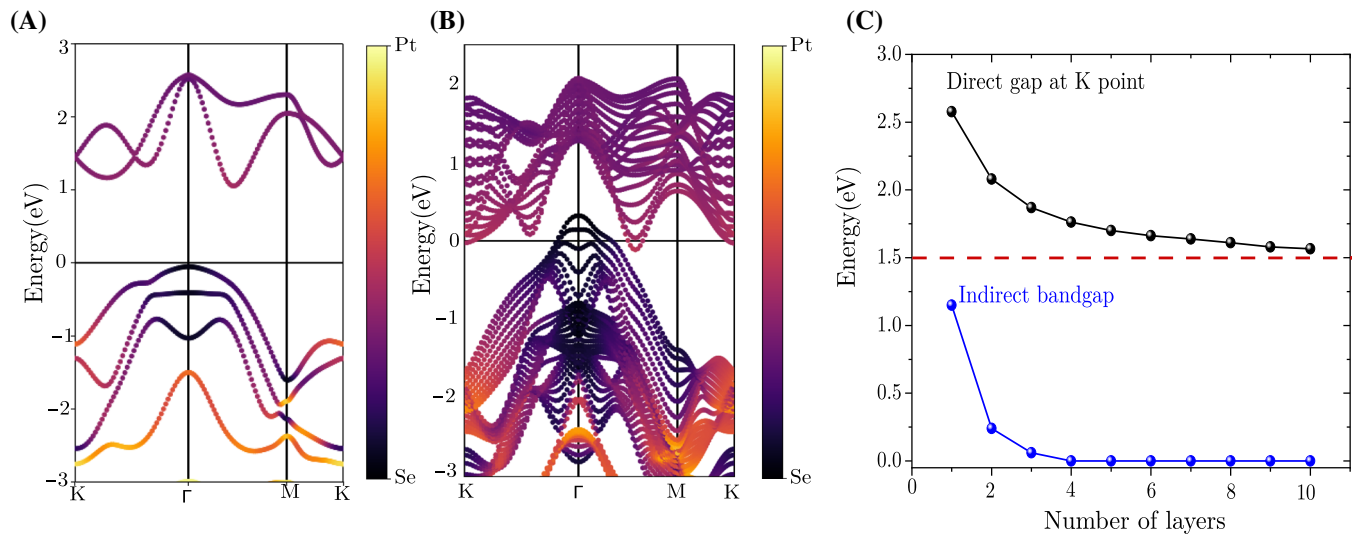 (A)
3
2
1
0
−1
−2
−3
Energy(eV)
K
Γ
M
K
Pt
Se
(B)
2
1
0
−1
−2
−3
Energy(eV)
K
Γ
M
K
Pt
Se
(C)
3.0
2.5
2.0
1.5
1.0
0.5
0.0
Energy (eV)
Direct gap at K point
Indirect bandgap
0
2
4
6
8
10
Number of layers